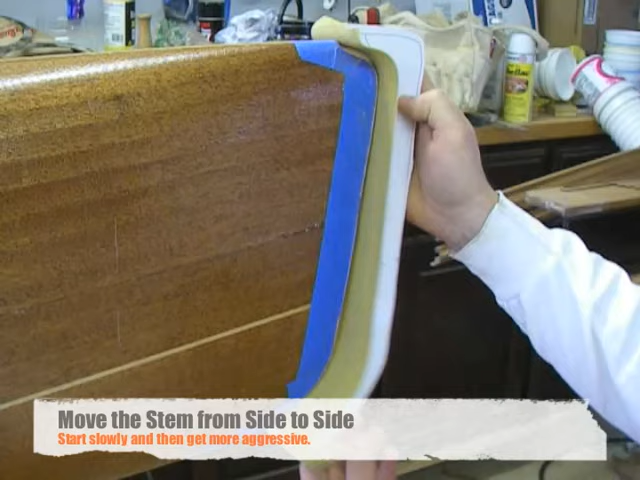 Move the Stem from Side to Side
Start slowly and then get more aggressive.